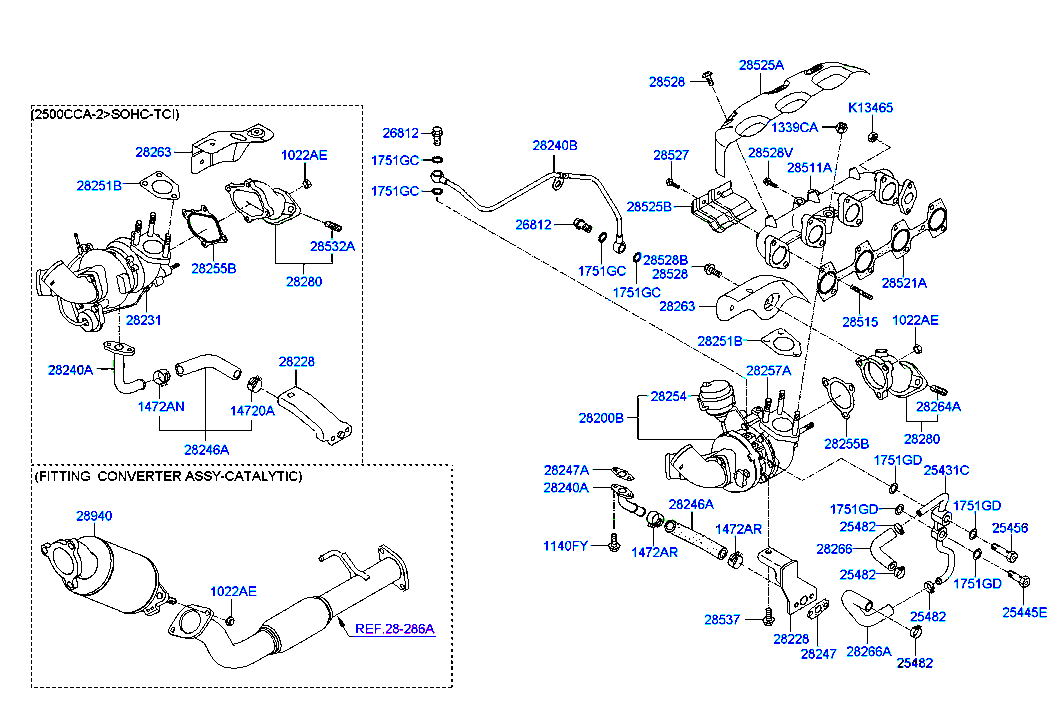 (2500CCA-2>SOHC-TCI)
28263
1022AE
28251B
28532A
28255B
28280
28231
28240A
28228
1472AN
14720A
28246A
(FITTING CONVERTER ASSY-CATALYTIC)
28940
1022AE
REF.28-286A
26812
1751GC
1751GC
28240B
26812
1751GC
1751GC
28525A
28528
K13465
1339CA
28527
28528V
28511A
28525B
28528B
28528
28263
28521A
28515
1022AE
28251B
28257A
28254
28200B
28264A
28280
28255B
1751GD
25431C
28247A
28240A
28246A
1751GD
1751GD
25482
25456
1140FY
1472AR
1472AR
28266
25482
1751GD
25445E
28537
28228
28247
28266A
25482
25482